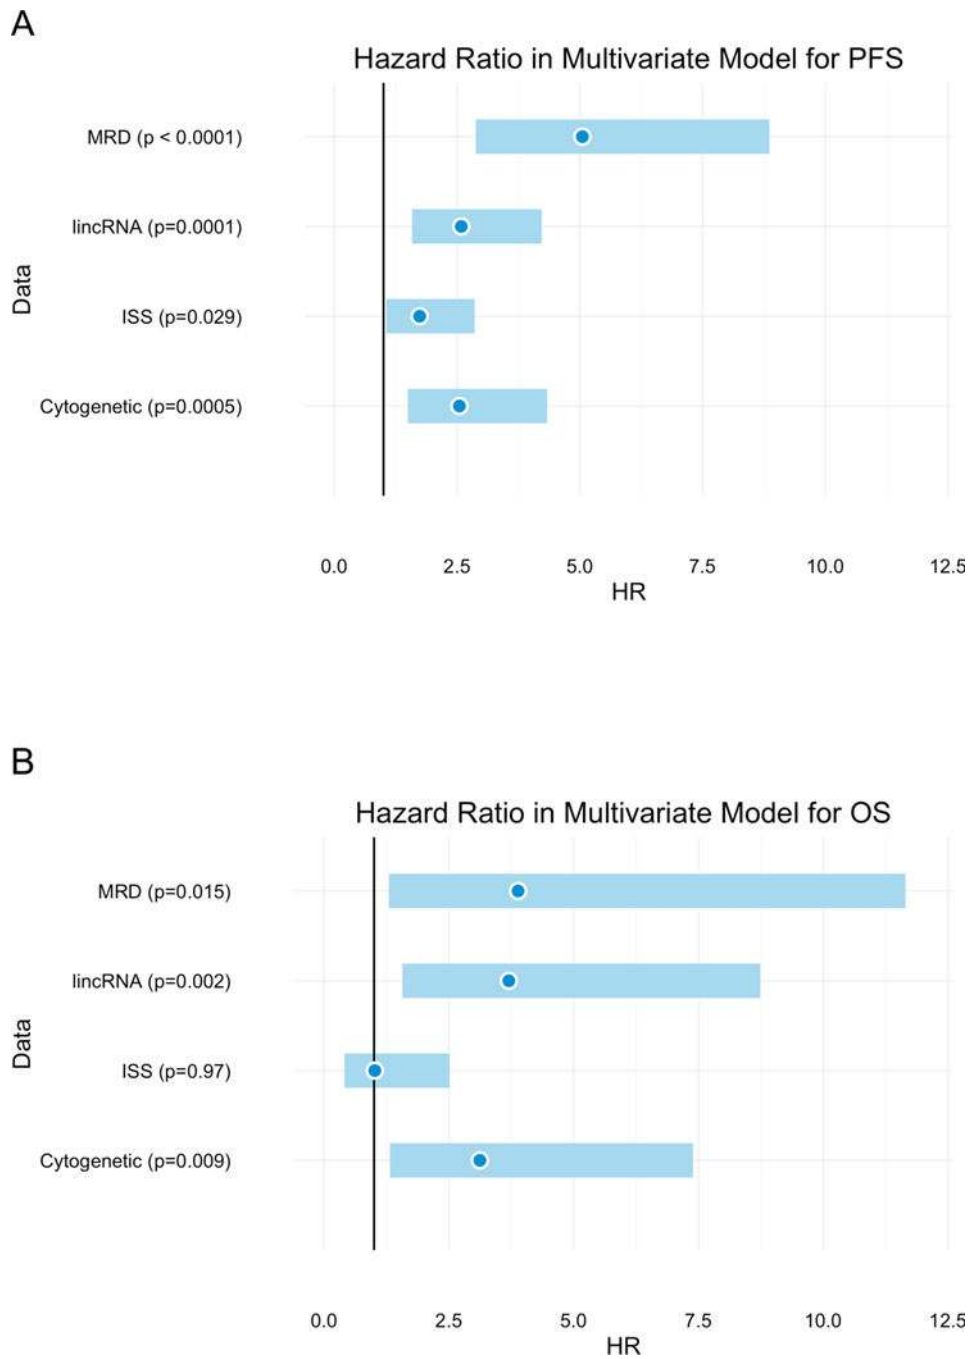 A
Hazard Ratio in Multivariate Model for PFS
MRD (p < 0.0001)
lincRNA (p=0.0001)
ISS (p=0.029)
Cytogenetic (p=0.0005)
Data
0.0 2.5 5.0 7.5 10.0 12.5
HR
B
Hazard Ratio in Multivariate Model for OS
MRD (p=0.015)
lincRNA (p=0.002)
ISS (p=0.97)
Cytogenetic (p=0.009)
Data
0.0 2.5 5.0 7.5 10.0 12.5
HR